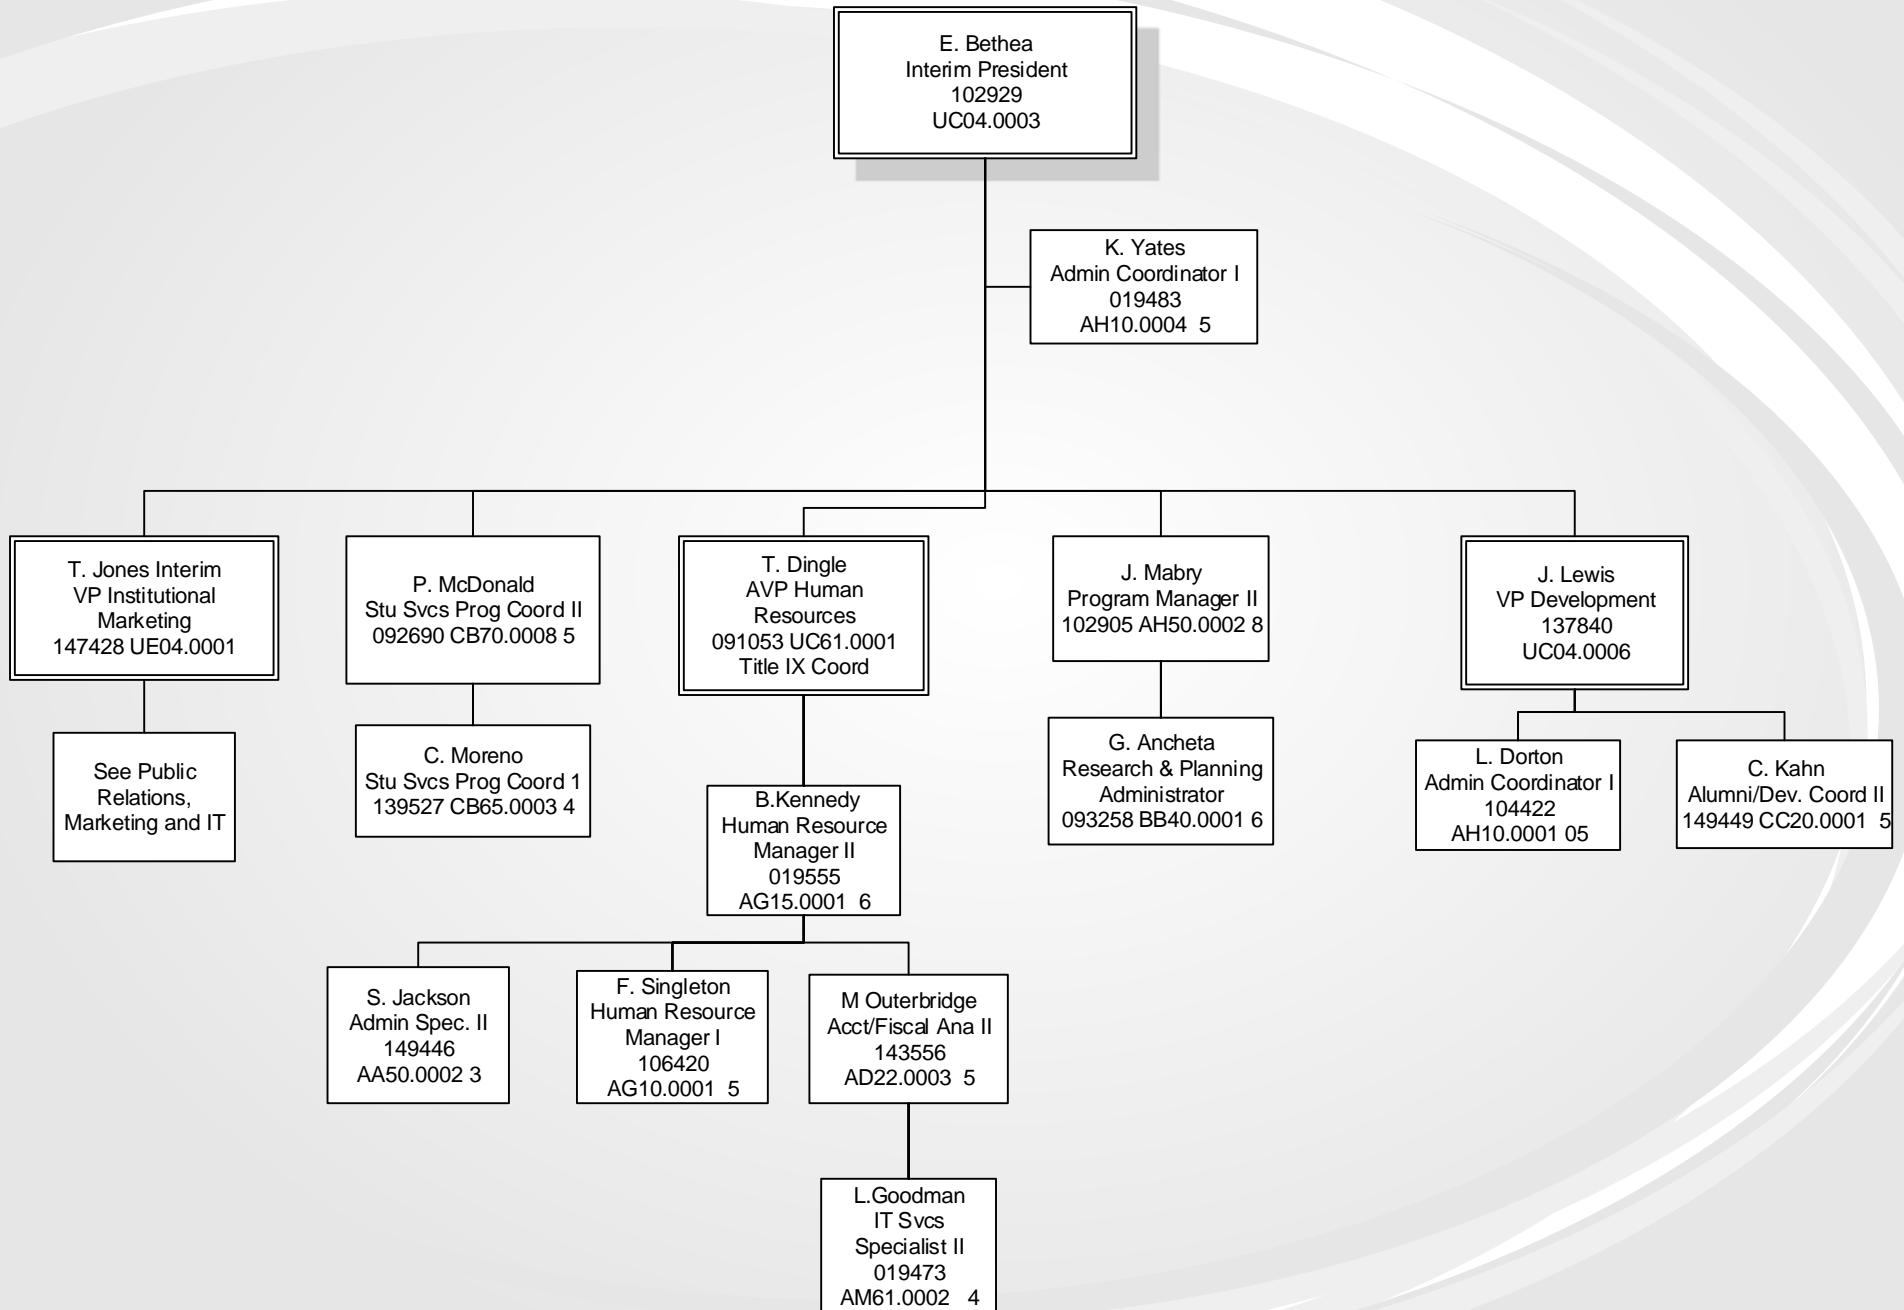 E. Bethea
Interim President
102929
UC04.0003
K. Yates
Admin Coordinator I
019483
AH10.0004  5
T. Jones Interim
VP Institutional
Marketing
147428 UE04.0001
P. McDonald
Stu Svcs Prog Coord II
092690 CB70.0008 5
T. Dingle
AVP Human
Resources
091053 UC61.0001
Title IX Coord
J. Mabry
Program Manager II
102905 AH50.0002 8
J. Lewis
VP Development
137840
UC04.0006
See Public
Relations,
Marketing and IT
C. Moreno
Stu Svcs Prog Coord 1
139527 CB65.0003 4
B.Kennedy
Human Resource
Manager II
019555
AG15.0001  6
G. Ancheta
Research & Planning
Administrator
093258 BB40.0001 6
L. Dorton
Admin Coordinator I
104422
AH10.0001 05
C. Kahn
Alumni/Dev. Coord II
149449 CC20.0001  5
S. Jackson
Admin Spec. II
149446
AA50.0002 3
F. Singleton
Human Resource
Manager I
106420
AG10.0001  5
M Outerbridge
Acct/Fiscal Ana II
143556
AD22.0003  5
L.Goodman
IT Svcs
Specialist II
019473
AM61.0002   4